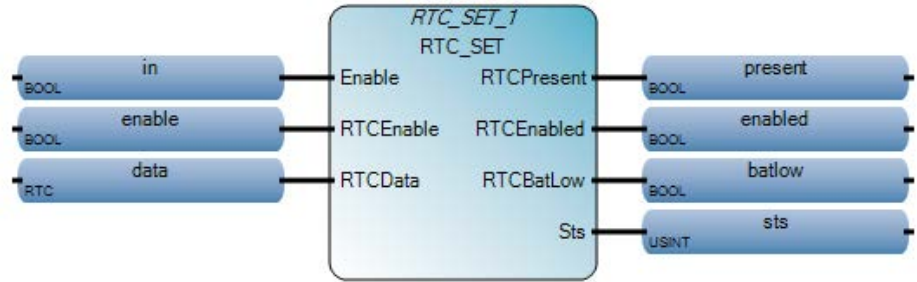 RTC_SET_1
RTC_SET
in
BOOL
Enable
RTCPresent
present
BOOL
enable
BOOL
RTCEnable
RTCEnabled
enabled
BOOL
data
RTC
RTCData
RTCBatLow
batlow
BOOL
Sts
sts
USINT